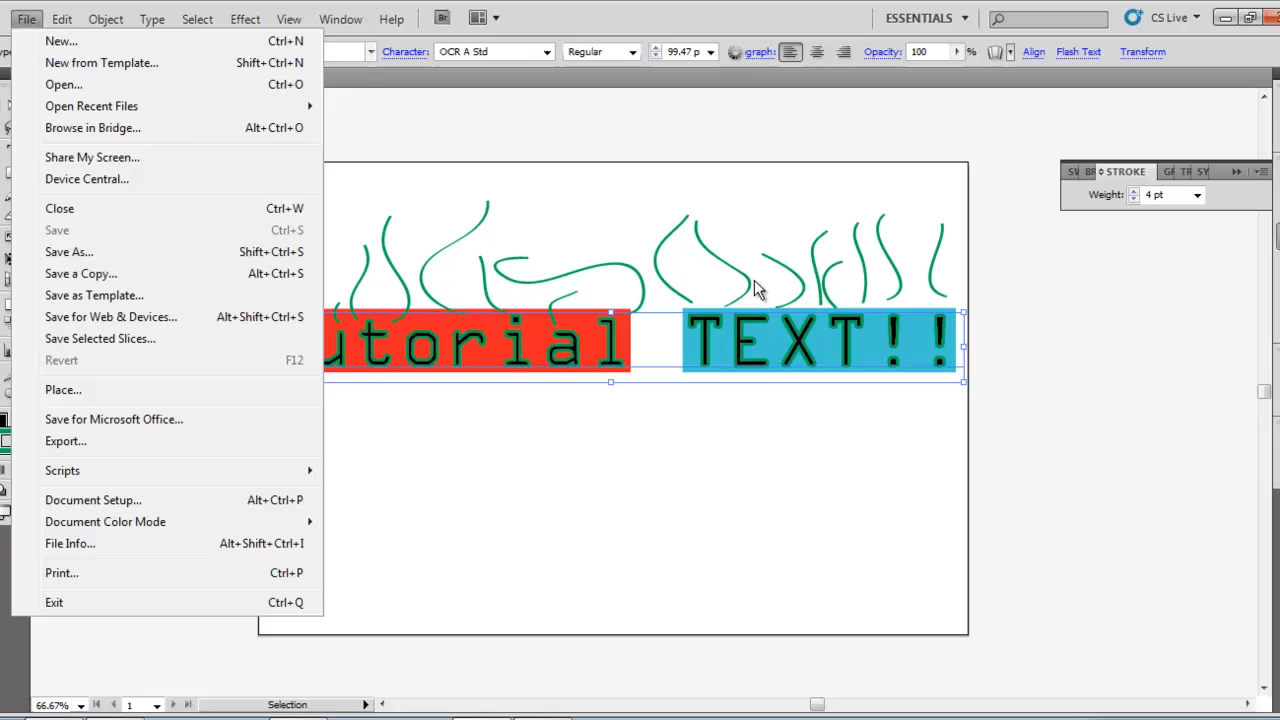 File Edit Object Type Select Effect View Window Help Br ESSENTIALS CS Live
Character: OCR A Std Regular 99.47 p graph: Opacity: 100 % Align Flash Text Transform
New... Ctrl+N
New from Template... Shift+Ctrl+N
Open... Ctrl+O
Open Recent Files
Browse in Bridge... Alt+Ctrl+O
Share My Screen...
Device Central...
Close Ctrl+W
Save Ctrl+S
Save As... Shift+Ctrl+S
Save a Copy... Alt+Ctrl+S
Save as Template...
Save for Web & Devices... Alt+Shift+Ctrl+S
Save Selected Slices...
Revert F12
Place...
Save for Microsoft Office...
Export...
Scripts
Document Setup... Alt+Ctrl+P
Document Color Mode
File Info... Alt+Shift+Ctrl+I
Print... Ctrl+P
Exit Ctrl+Q
utorial TEXT!!
STROKE
Weight: 4 pt
66.67% 1 Selection